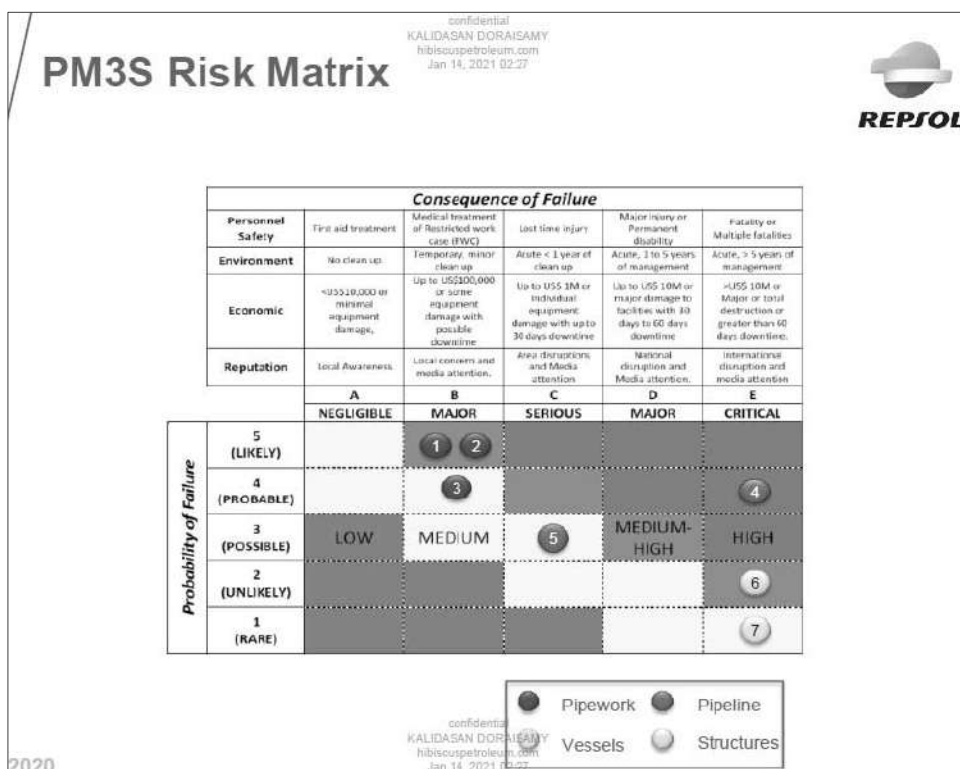 confidential
KALIDASAN DORAISAMY
hibiscuspetroleum.com
Jan 14, 2021 02:27
PM3S Risk Matrix
REPSOL
Consequence of Failure
Personnel Safety
First aid treatment
Medical treatment of Restricted work case (FWC)
Lost time injury
Major injury or Permanent disability
Fatality or Multiple fatalities
Environment
No clean up
Temporary, minor clean up
Acute < 1 year of clean up
Acute, 1 to 5 years of management
Acute, > 5 years of management
Economic
<US$10,000 or minimal equipment damage,
Up to US$100,000 or some equipment damage with possible downtime
Up to US$ 1M or Individual equipment damage with up to 30 days downtime
Up to US$ 10M or major damage to facilities with 30 days to 60 days downtime
>US$ 10M or Major or total destruction or greater than 60 days downtime.
Reputation
Local Awareness
Local concern and media attention.
Area disruptions and Media attention
National disruption and Media attention.
International disruption and media attention
A B C D E
NEGLIGIBLE MAJOR SERIOUS MAJOR CRITICAL
Probability of Failure
5 (LIKELY)
1 2
4 (PROBABLE)
3 4
3 (POSSIBLE)
LOW MEDIUM 5 MEDIUM-HIGH HIGH
2 (UNLIKELY)
6
1 (RARE)
7
Pipework Pipeline
Vessels Structures
confidential
KALIDASAN DORAISAMY
hibiscuspetroleum.com
Jan 14, 2021 02:27
2020